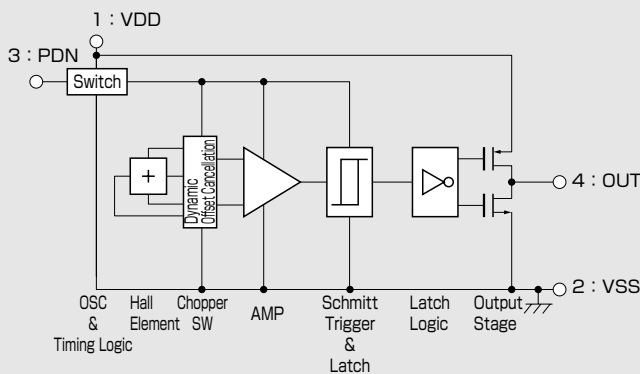 1 : VDD
3 : PDN
Switch
Dynamic
Offset Cancellation
4 : OUT
2 : VSS
OSC
&
Timing Logic
Hall
Element
Chopper
SW
AMP
Schmitt
Trigger
&
Latch
Latch
Logic
Output
Stage